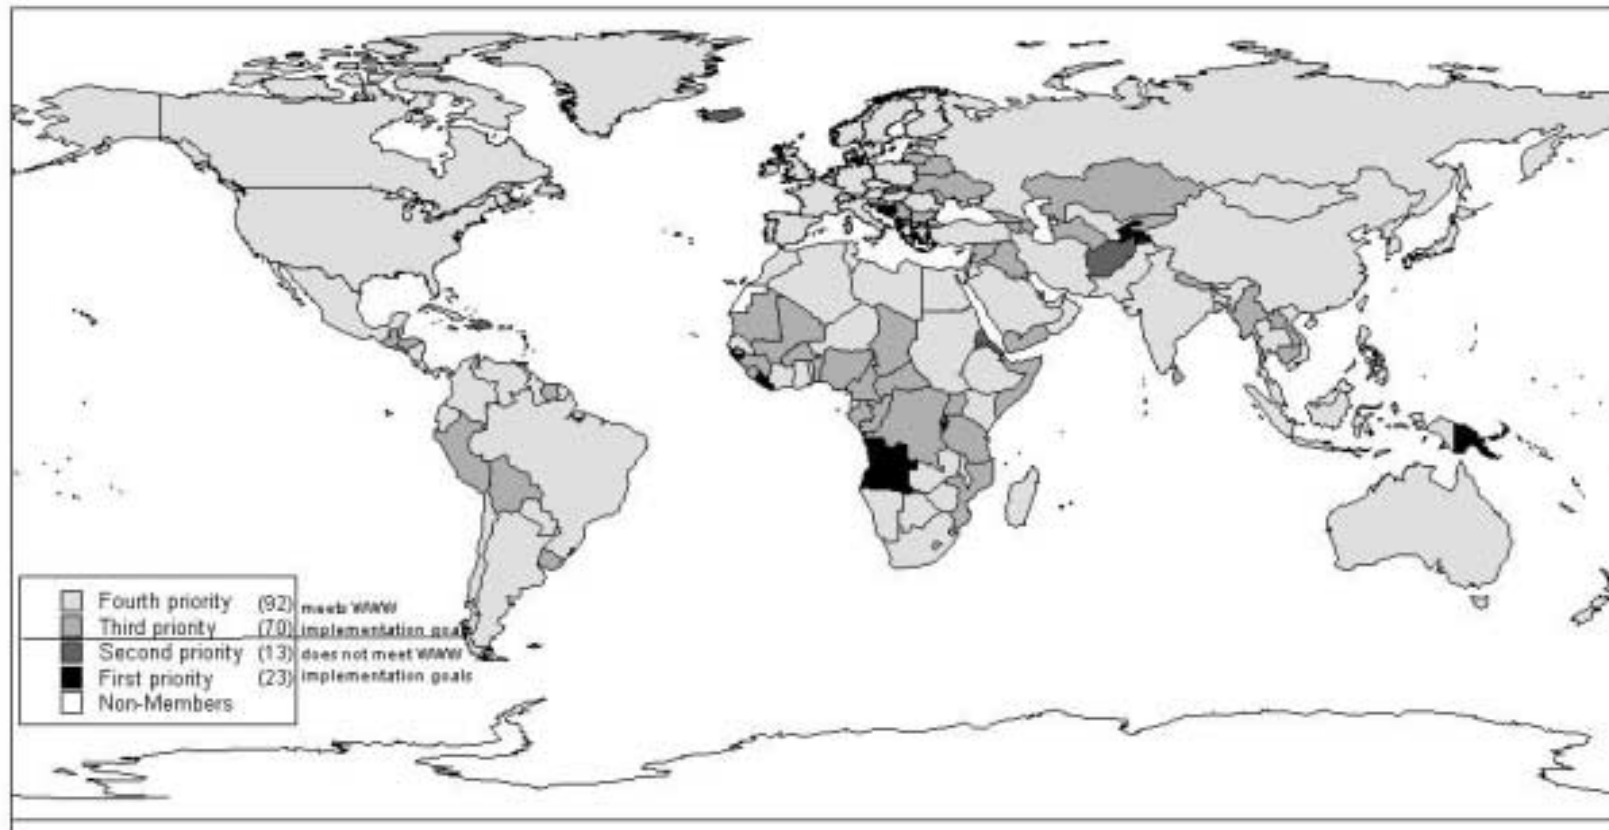 Fourth priority (92) meets WWW
Third priority (70) implementation goals
Second priority (13) does not meet WWW
First priority (23) implementation goals
Non-Members